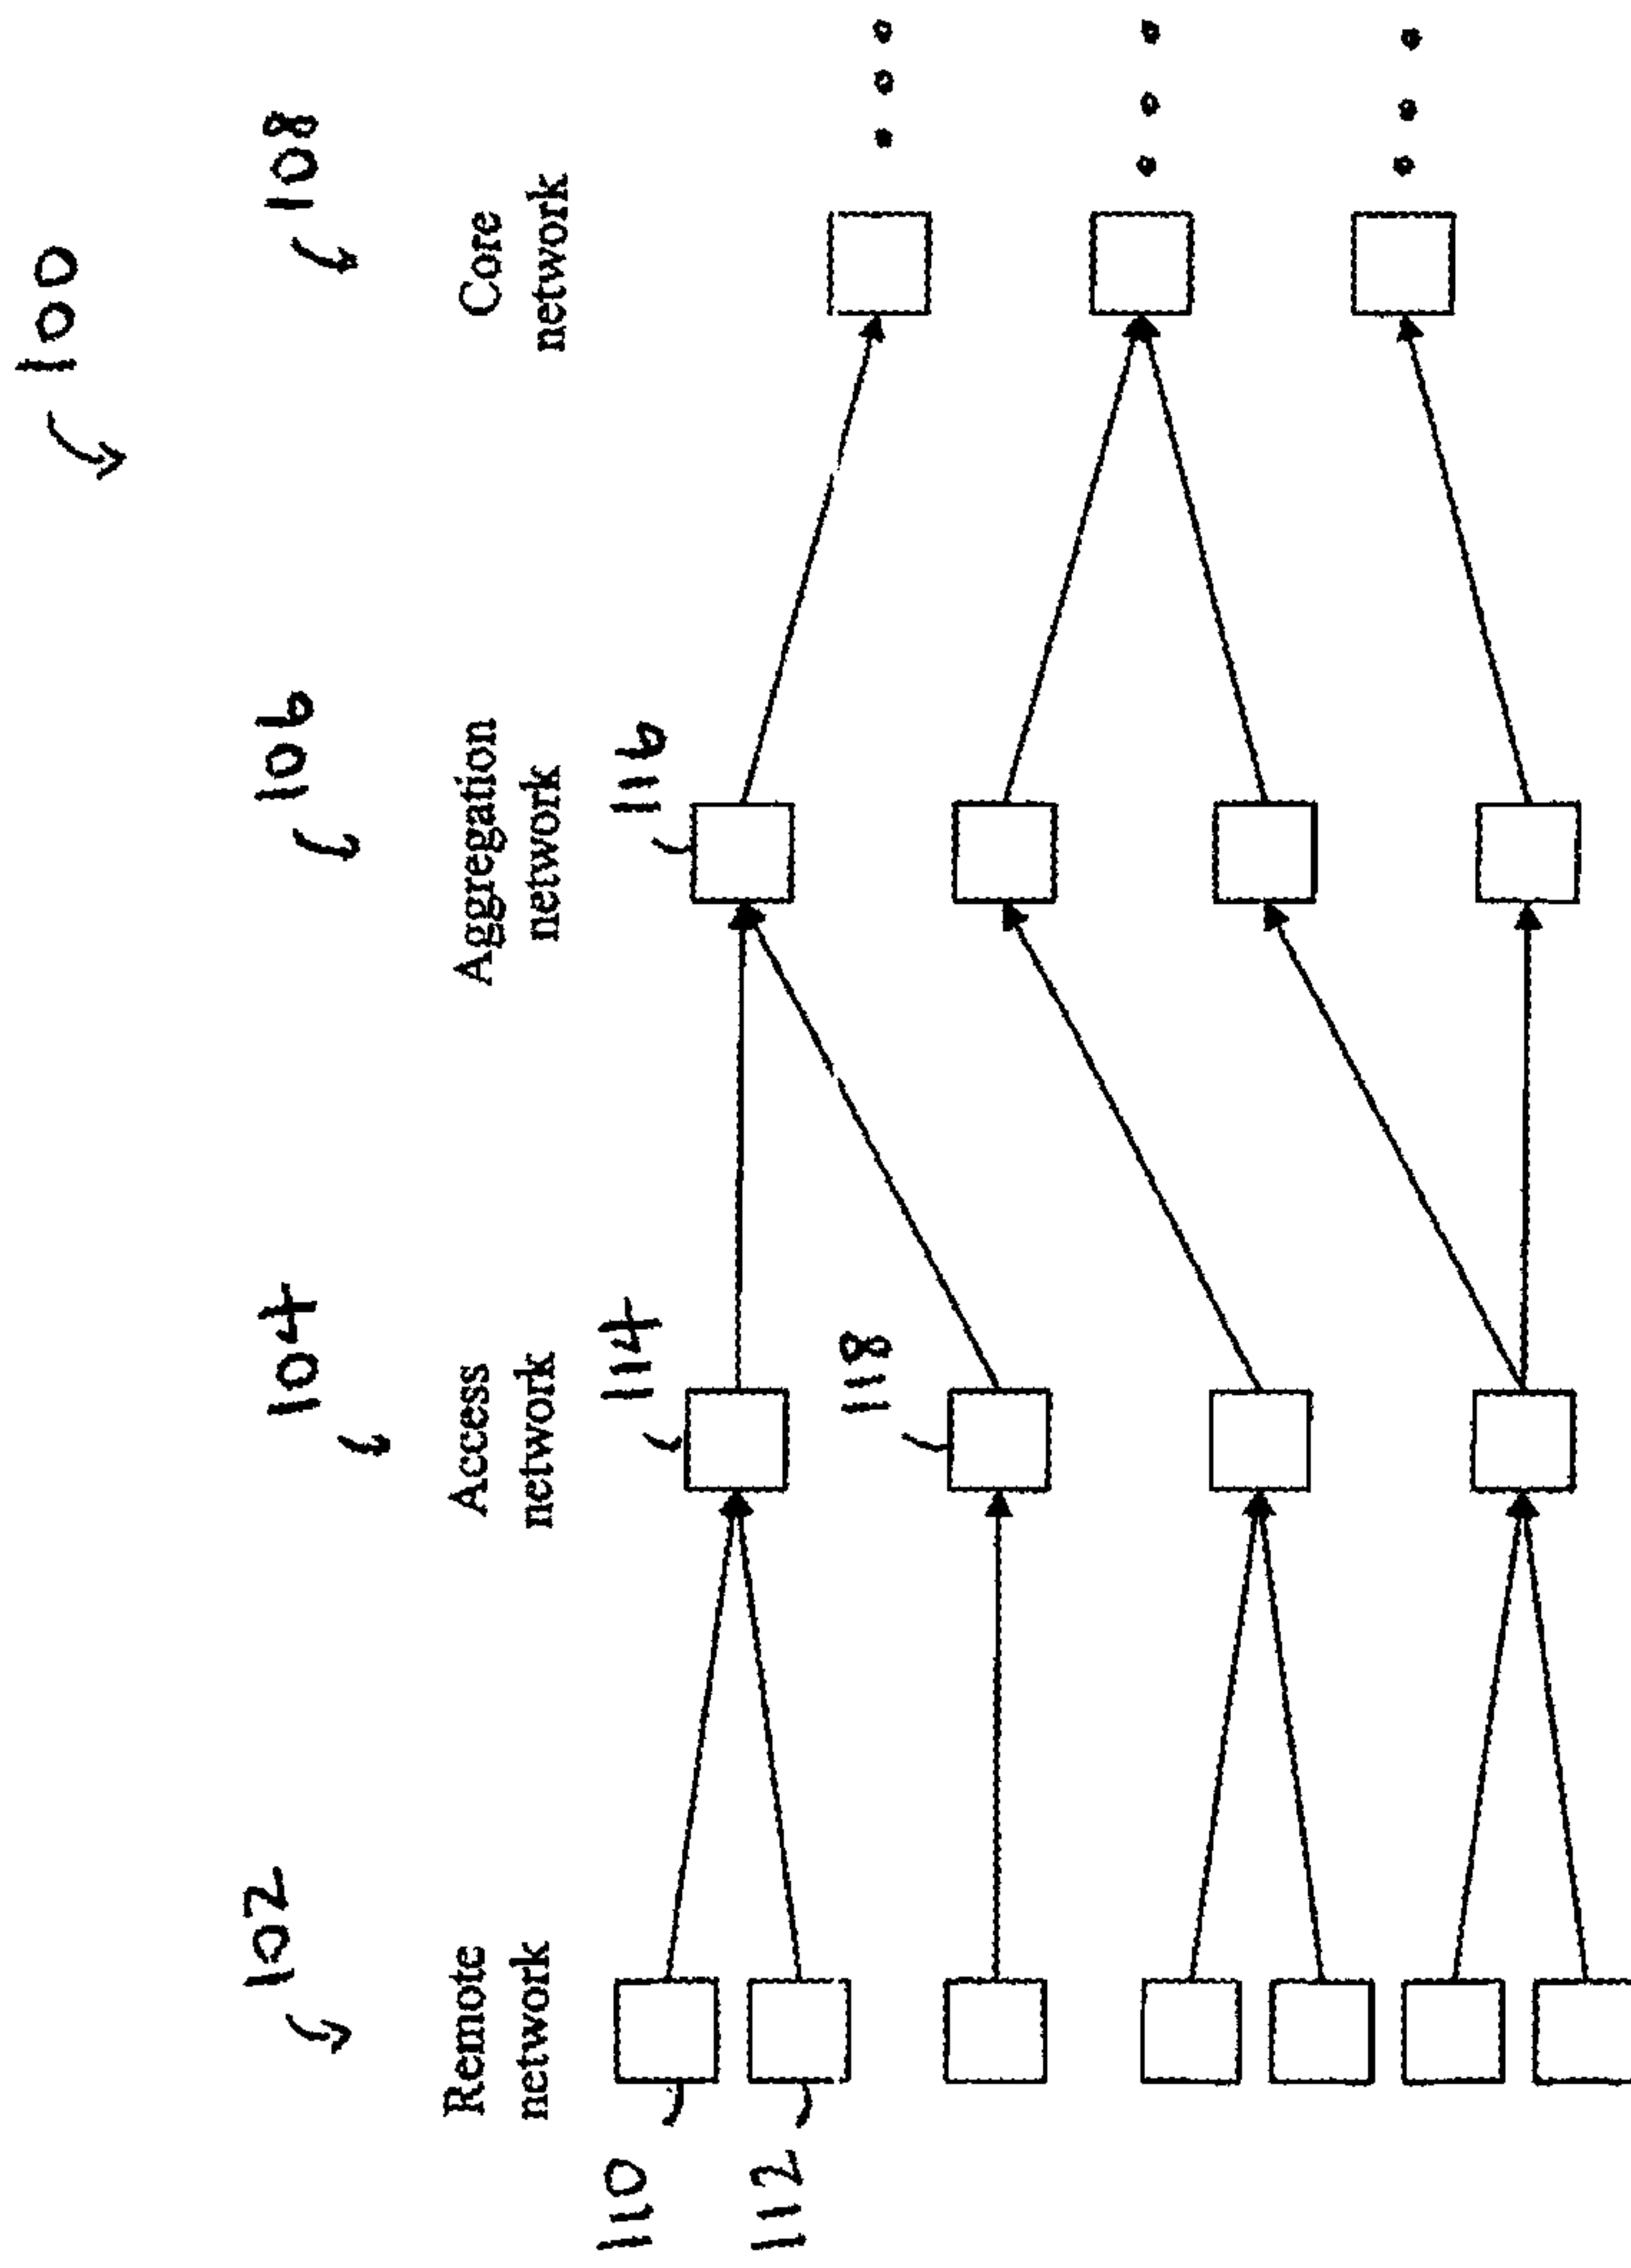 100
102
104
106
108
Remote
network
Access
network
Aggregation
network
Core
network
110
114
116
112
118